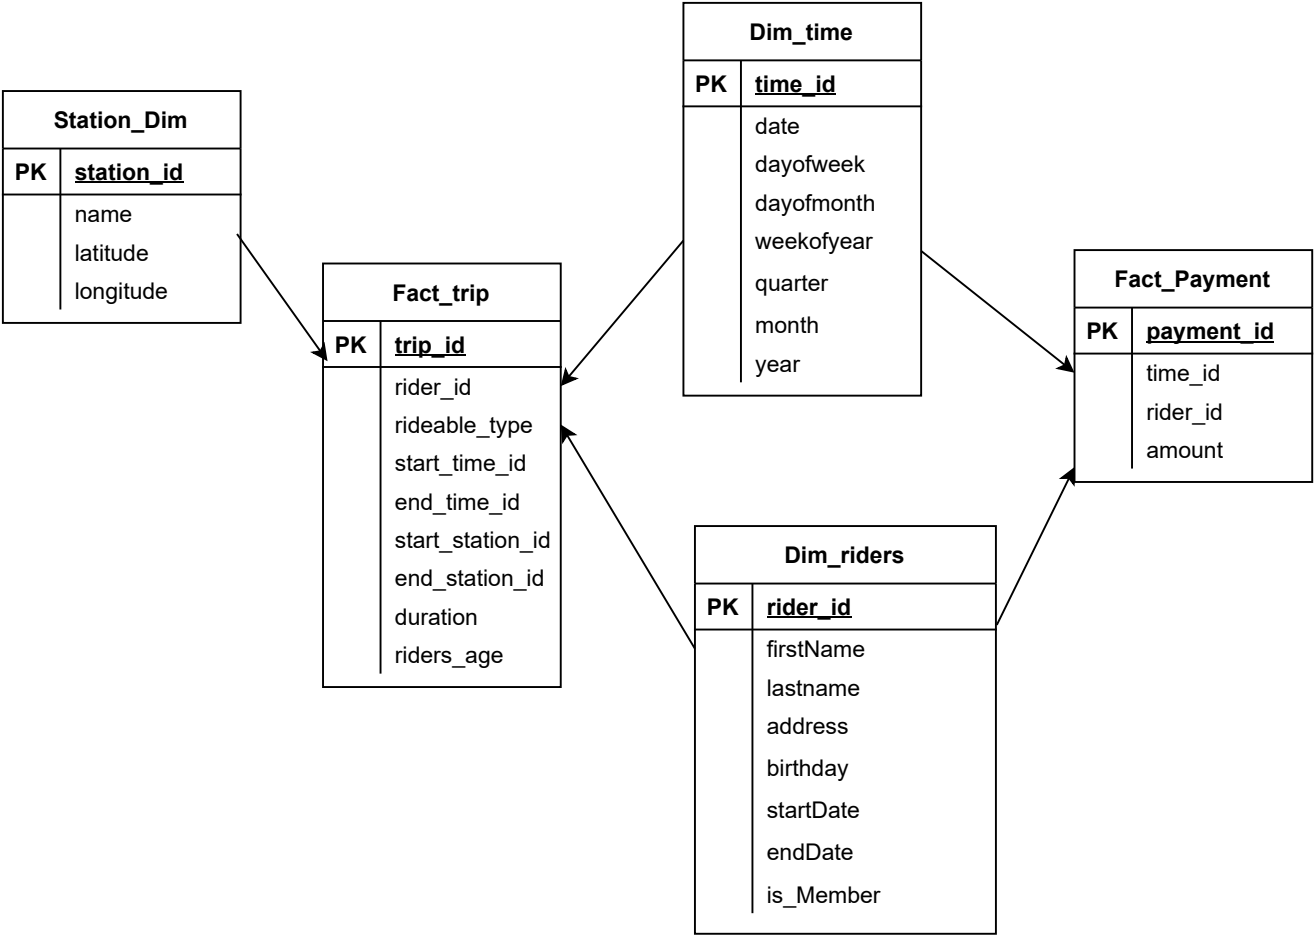 Station_Dim
PK station_id
name
latitude
longitude
Fact_trip
PK trip_id
rider_id
rideable_type
start_time_id
end_time_id
start_station_id
end_station_id
duration
riders_age
Dim_time
PK time_id
date
dayofweek
dayofmonth
weekofyear
quarter
month
year
Dim_riders
PK rider_id
firstName
lastname
address
birthday
startDate
endDate
is_Member
Fact_Payment
PK payment_id
time_id
rider_id
amount